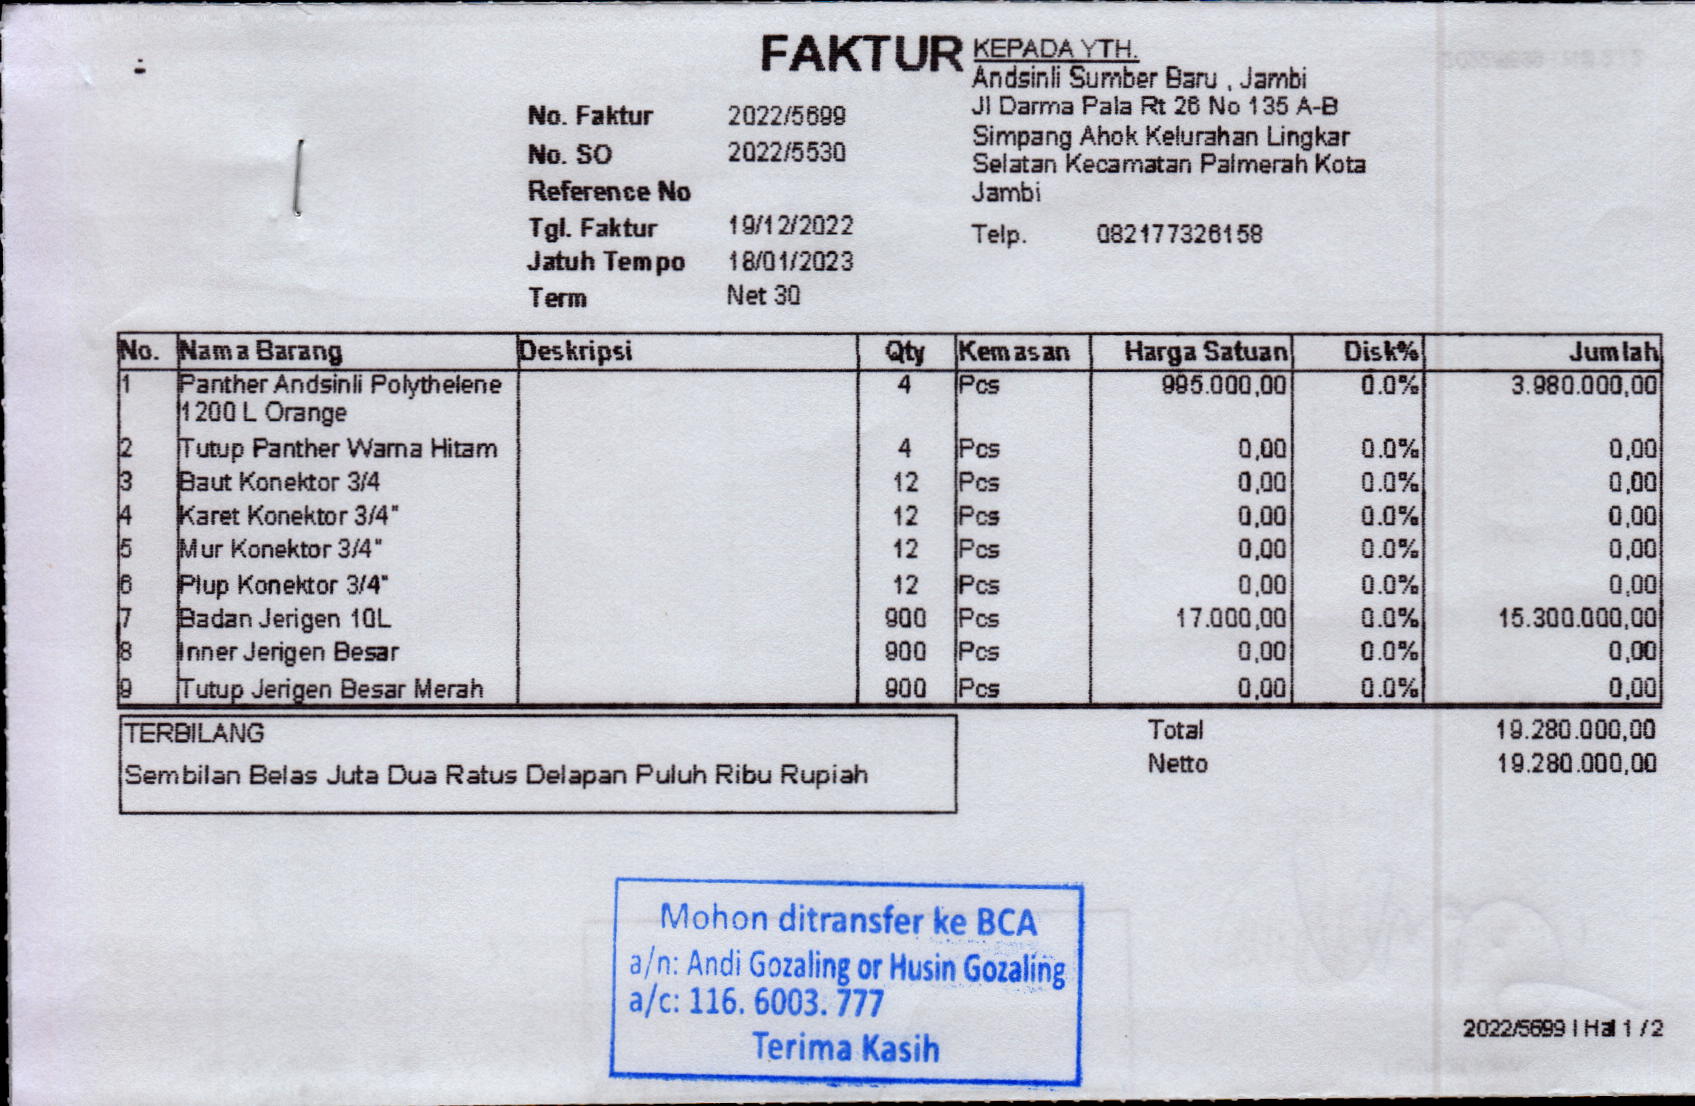 FAKTUR
KEPADA YTH.
Andsinli Sumber Baru , Jambi
Jl Darma Pala Rt 26 No 135 A-B
Simpang Ahok Kelurahan Lingkar
Selatan Kecamatan Palmerah Kota
Jambi
Telp. 082177326158
No. Faktur 2022/5699
No. SO 2022/5530
Reference No
Tgl. Faktur 19/12/2022
Jatuh Tempo 18/01/2023
Term Net 30
No. Nama Barang Deskripsi Qty Kemasan Harga Satuan Disk% Jumlah
1 Panther Andsinli Polythelene 4 Pcs 995.000,00 0.0% 3.980.000,00
1200 L Orange
2 Tutup Panther Warna Hitam 4 Pcs 0,00 0.0% 0,00
3 Baut Konektor 3/4 12 Pcs 0,00 0.0% 0,00
4 Karet Konektor 3/4" 12 Pcs 0,00 0.0% 0,00
5 Mur Konektor 3/4" 12 Pcs 0,00 0.0% 0,00
6 Plup Konektor 3/4" 12 Pcs 0,00 0.0% 0,00
7 Badan Jerigen 10L 900 Pcs 17.000,00 0.0% 15.300.000,00
8 Inner Jerigen Besar 900 Pcs 0,00 0.0% 0,00
9 Tutup Jerigen Besar Merah 900 Pcs 0,00 0.0% 0,00
TERBILANG
Sembilan Belas Juta Dua Ratus Delapan Puluh Ribu Rupiah
Total 19.280.000,00
Netto 19.280.000,00
Mohon ditransfer ke BCA
a/n: Andi Gozaling or Husin Gozaling
a/c: 116. 6003. 777
Terima Kasih
2022/5699 | Hal 1 / 2